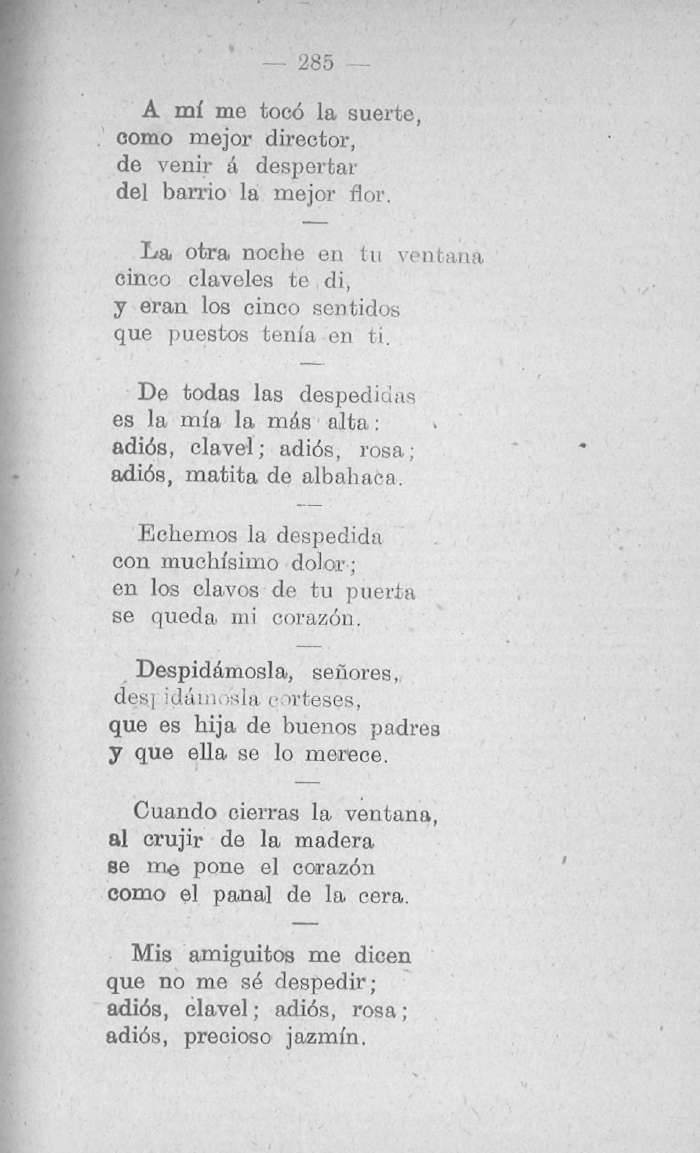 — 285 —
A mí me tocó la suerte,
como mejor director,
de venir á despertar
del barrio la mejor flor.
La otra noche en tu ventana
cinco claveles te di,
y eran los cinco sentidos
que puestos tenía en ti.
De todas las despedidas
es la mía la más alta:
adiós, clavel; adiós, rosa;
adiós, matita de albahaca.
Echemos la despedida
con muchísimo dolor;
en los clavos de tu puerta
se queda mi corazón.
Despidámosla, señores,
despidámosla corteses,
que es hija de buenos padres
y que ella se lo merece.
Cuando cierras la ventana,
al crujir de la madera
se me pone el corazón
como el panal de la cera.
Mis amiguitos me dicen
que no me sé despedir;
adiós, clavel; adiós, rosa;
adiós, precioso jazmín.